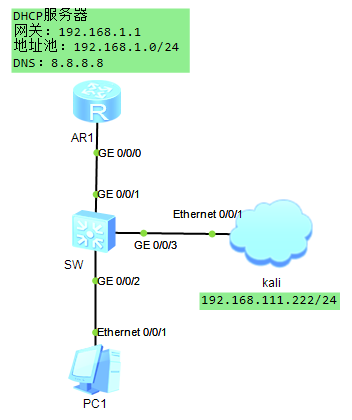 DHCP服务器
网关：192.168.1.1
地址池：192.168.1.0/24
DNS：8.8.8.8
R
AR1
GE 0/0/0
GE 0/0/1
Ethernet 0/0/1
GE 0/0/3
SW
kali
192.168.111.222/24
GE 0/0/2
Ethernet 0/0/1
PC1